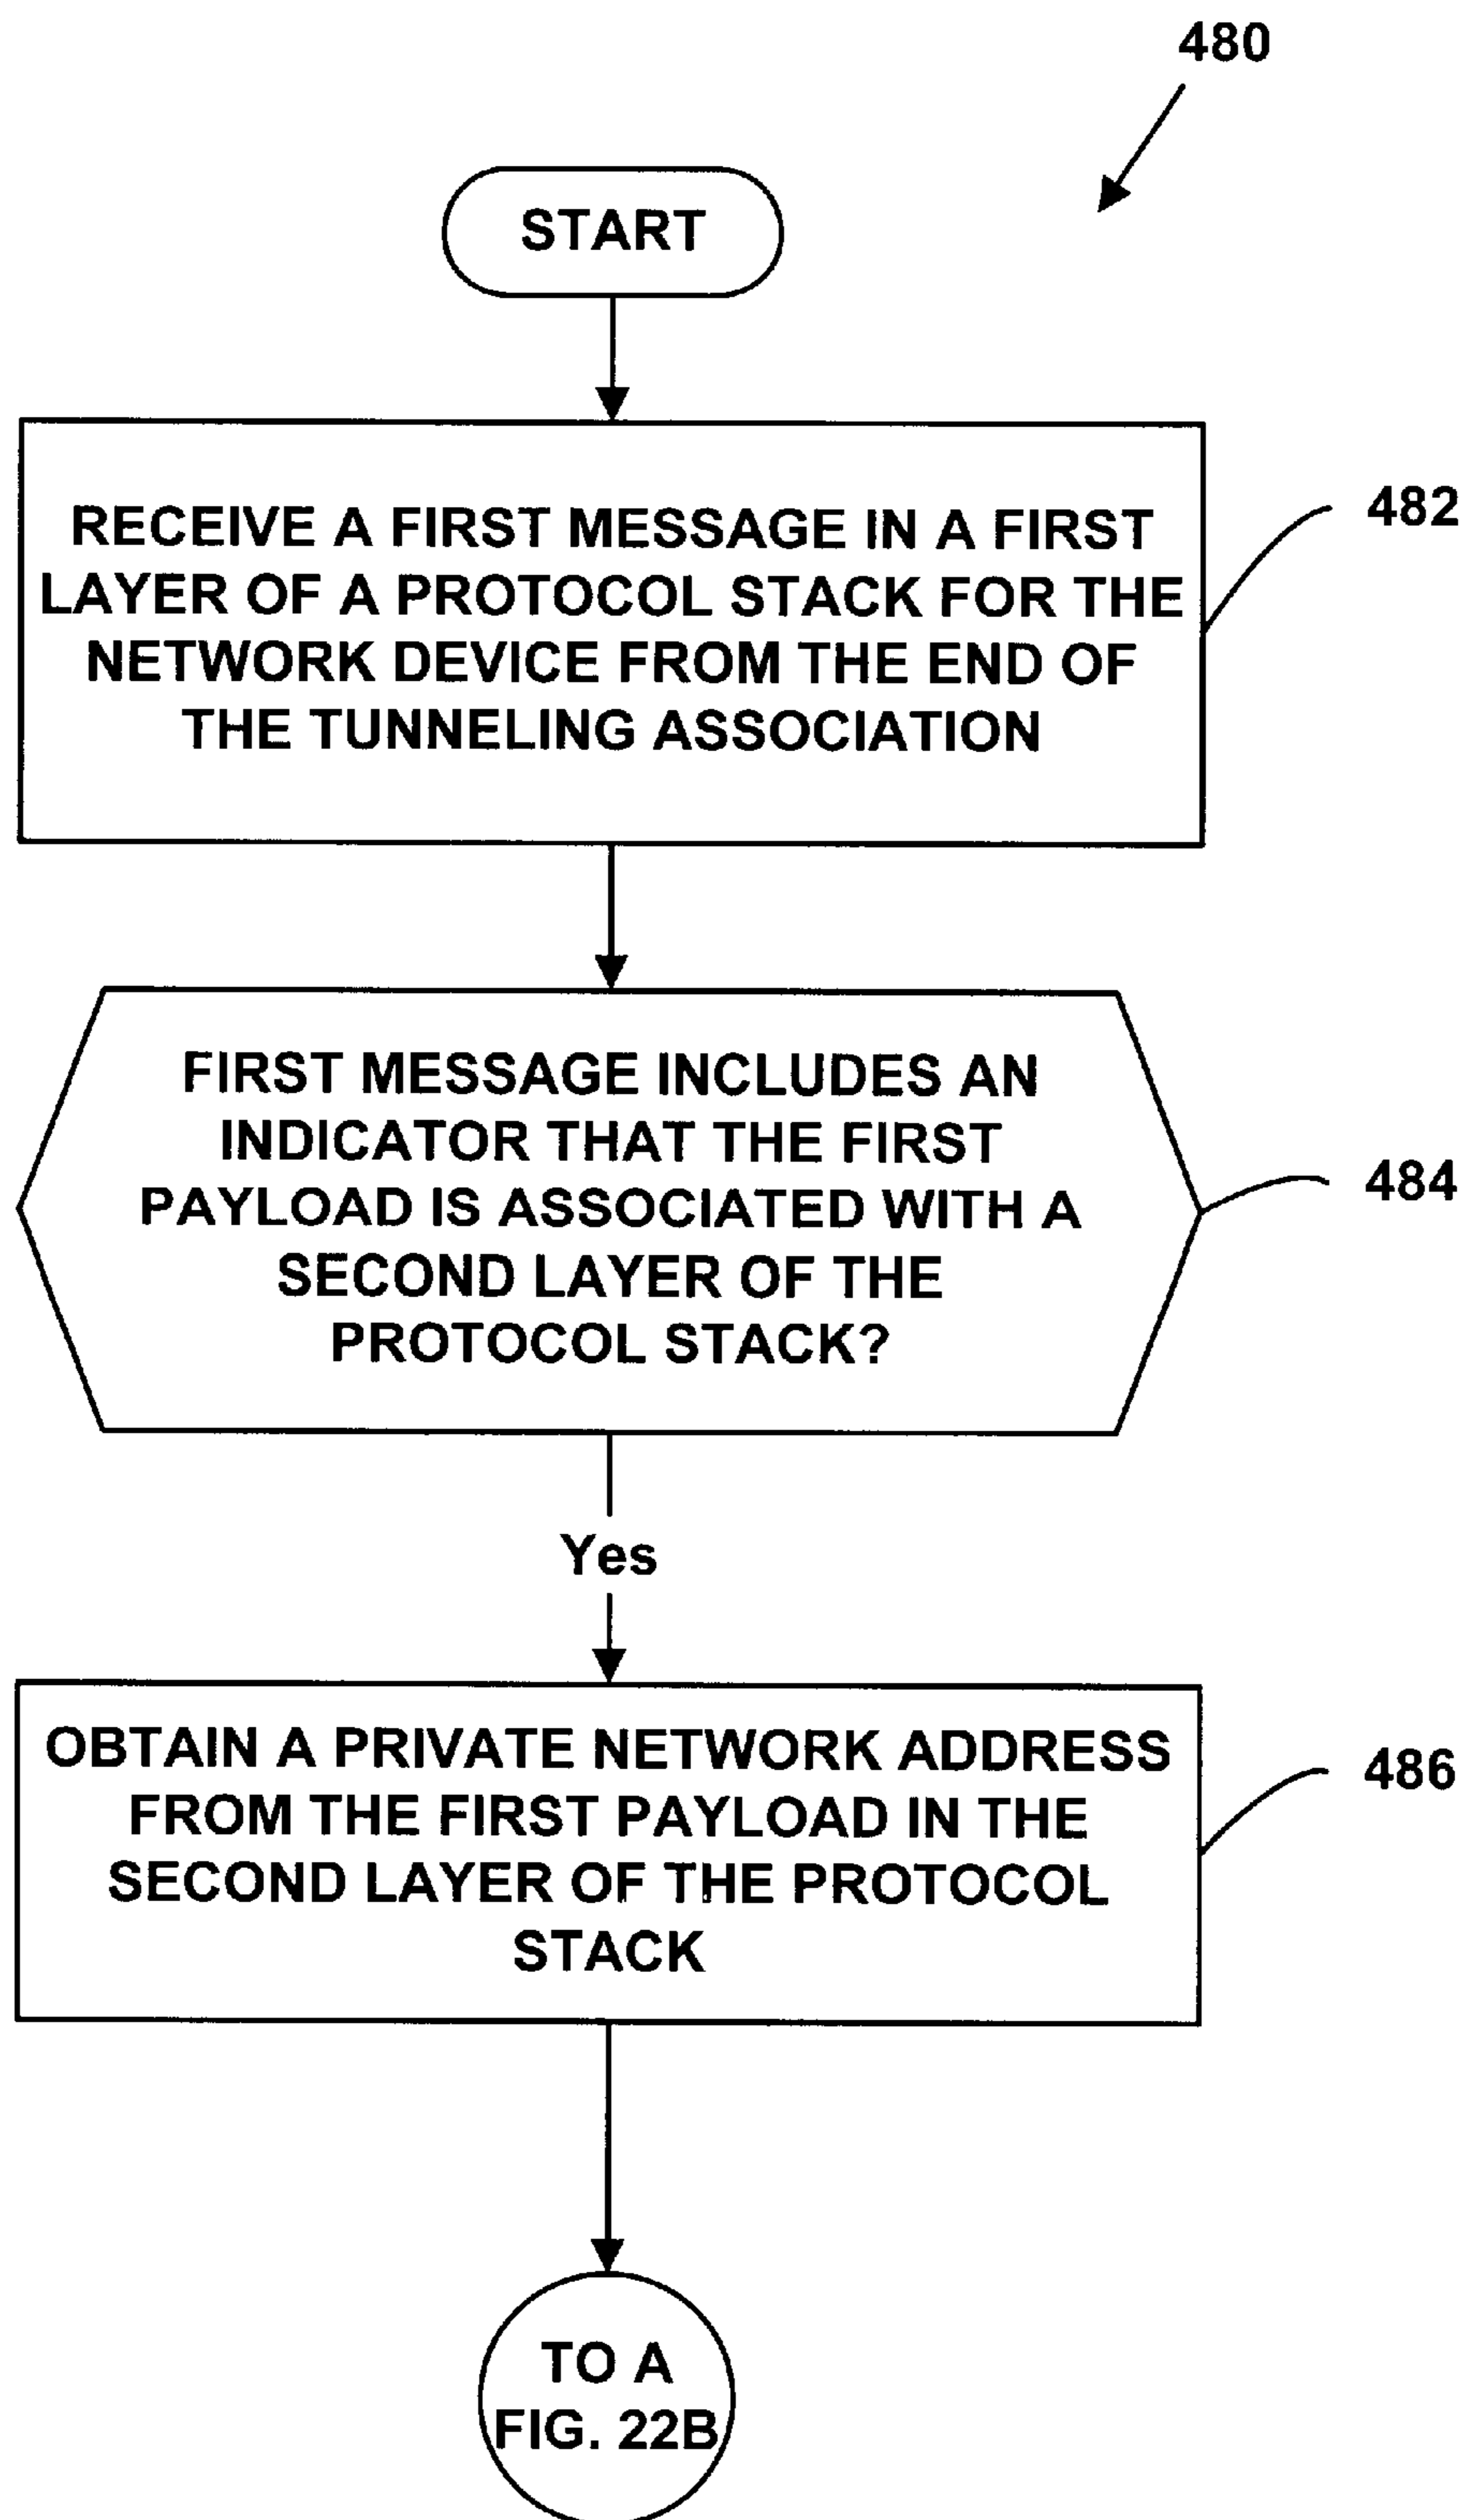 480
START
RECEIVE A FIRST MESSAGE IN A FIRST
LAYER OF A PROTOCOL STACK FOR THE
NETWORK DEVICE FROM THE END OF
THE TUNNELING ASSOCIATION
482
FIRST MESSAGE INCLUDES AN
INDICATOR THAT THE FIRST
PAYLOAD IS ASSOCIATED WITH A
SECOND LAYER OF THE
PROTOCOL STACK?
484
Yes
OBTAIN A PRIVATE NETWORK ADDRESS
FROM THE FIRST PAYLOAD IN THE
SECOND LAYER OF THE PROTOCOL
STACK
486
TO A
FIG. 22B